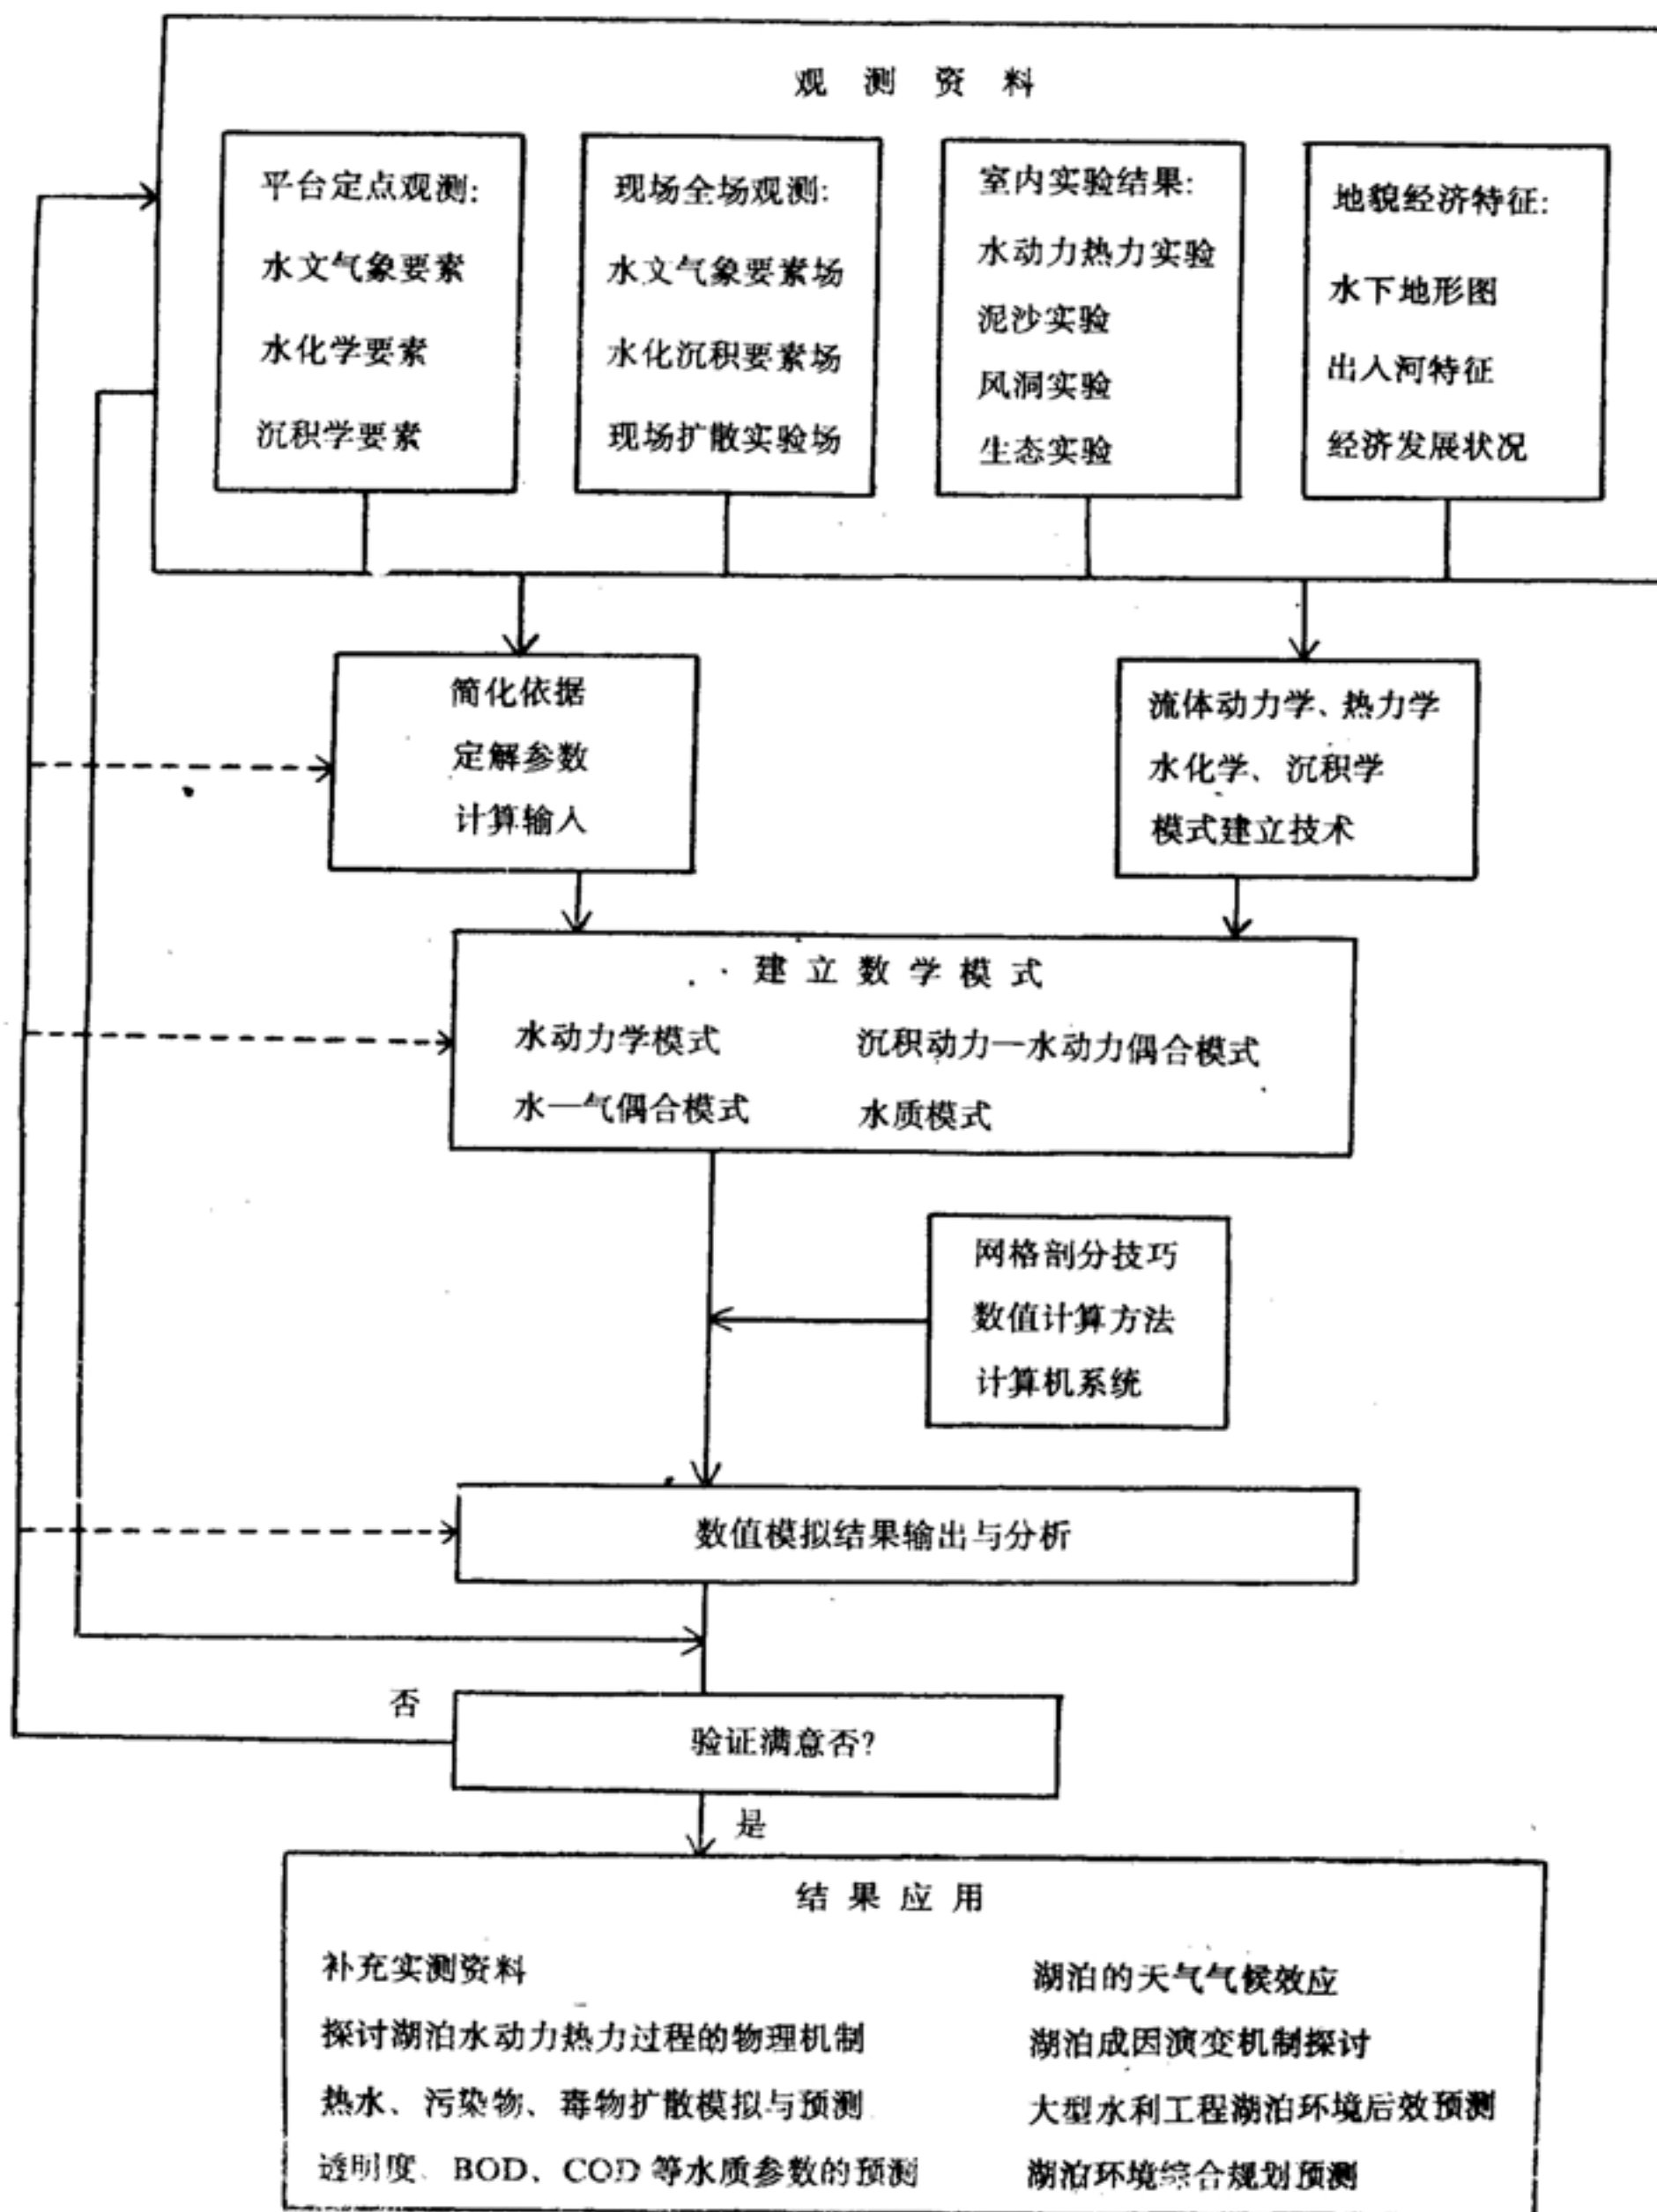 观测资料
平台定点观测:
水文气象要素
水化学要素
沉积学要素
现场全场观测:
水文气象要素场
水化沉积要素场
现场扩散实验场
室内实验结果:
水动力热力实验
泥沙实验
风洞实验
生态实验
地貌经济特征:
水下地形图
出入河特征
经济发展状况
简化依据
定解参数
计算输入
流体动力学、热力学
水化学、沉积学
模式建立技术
建立数学模式
水动力学模式
沉积动力—水动力偶合模式
水—气偶合模式
水质模式
网格剖分技巧
数值计算方法
计算机系统
数值模拟结果输出与分析
否
验证满意否?
是
结果应用
补充实测资料
探讨湖泊水动力热力过程的物理机制
热水、污染物、毒物扩散模拟与预测
透明度、BOD、COD 等水质参数的预测
湖泊的天气气候效应
湖泊成因演变机制探讨
大型水利工程湖泊环境后效预测
湖泊环境综合规划预测